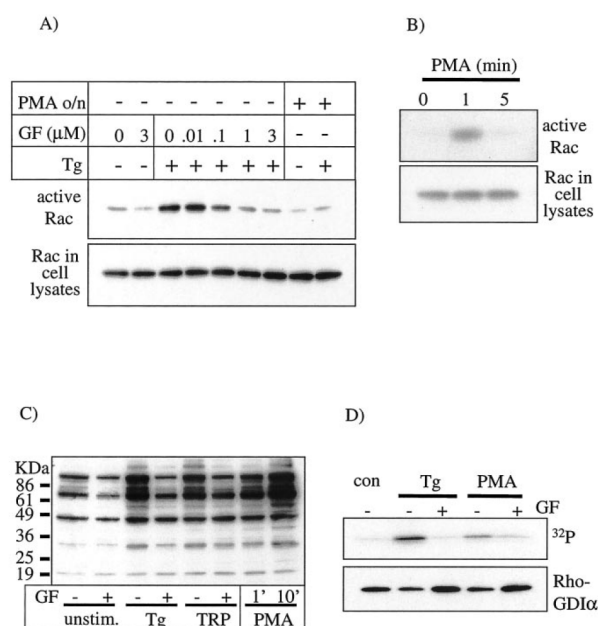 A)
PMA o/n - - - - - - - + +
GF (μM) 0 3 0 .01 .1 1 3 - -
Tg - - + + + + + - +
active
Rac
Rac in
cell
lysates
B)
PMA (min)
0 1 5
active
Rac
Rac in
cell
lysates
C)
KDa
86
61
49
36
25
19
GF - + - + - + 1' 10'
unstim. Tg TRP PMA
D)
con Tg PMA
- - + - + GF
32P
Rho-
GDIα